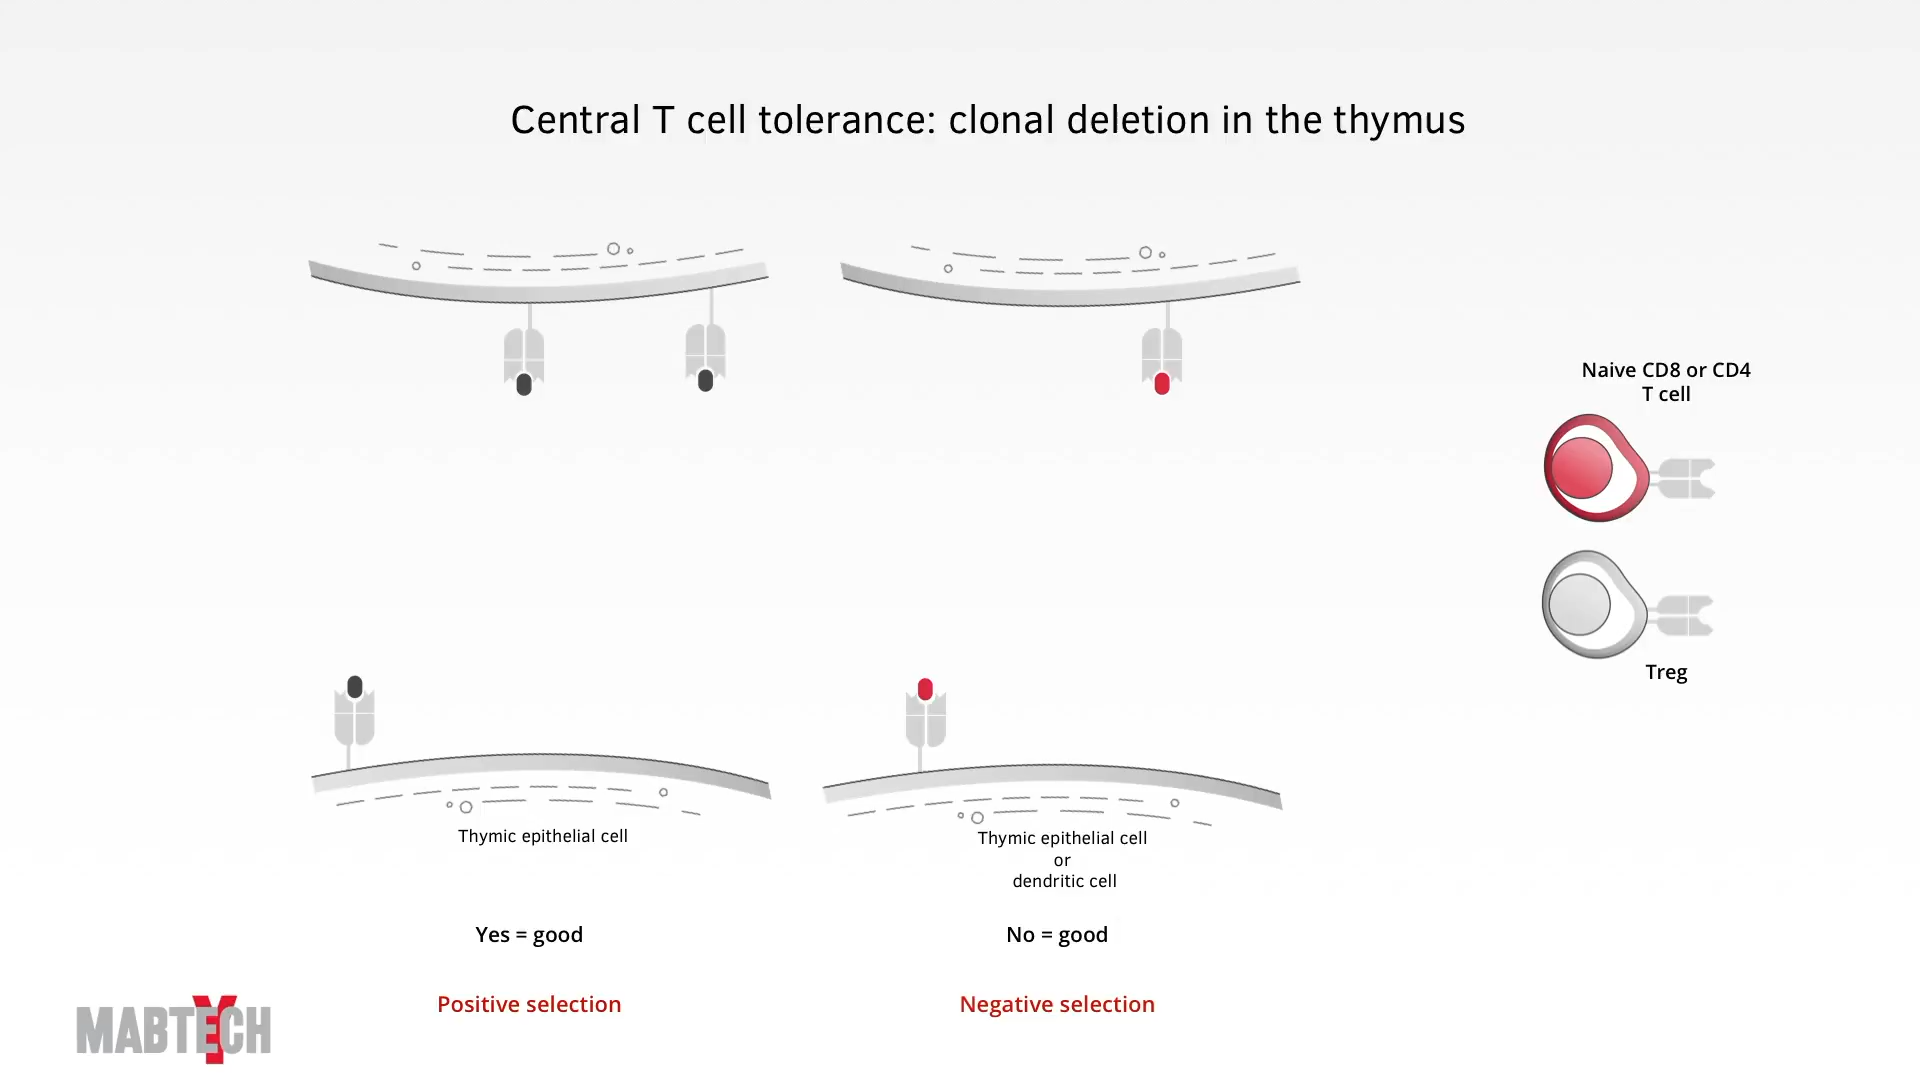 Central T cell tolerance: clonal deletion in the thymus
Naive CD8 or CD4
T cell
Treg
Thymic epithelial cell
Thymic epithelial cell
or
dendritic cell
Yes = good
No = good
Positive selection
Negative selection
MABTECH